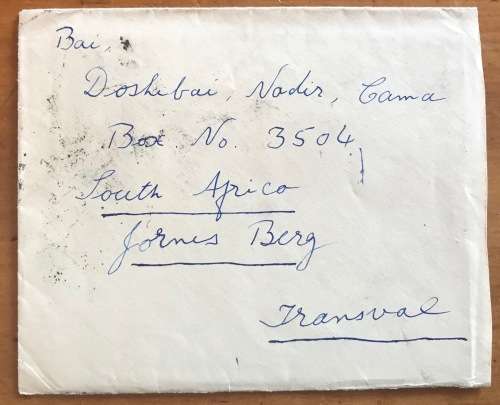 Bai,
Doshibai, Nadir, Cama
Box No. 3504
South Africa
Jornes Berg
Transval